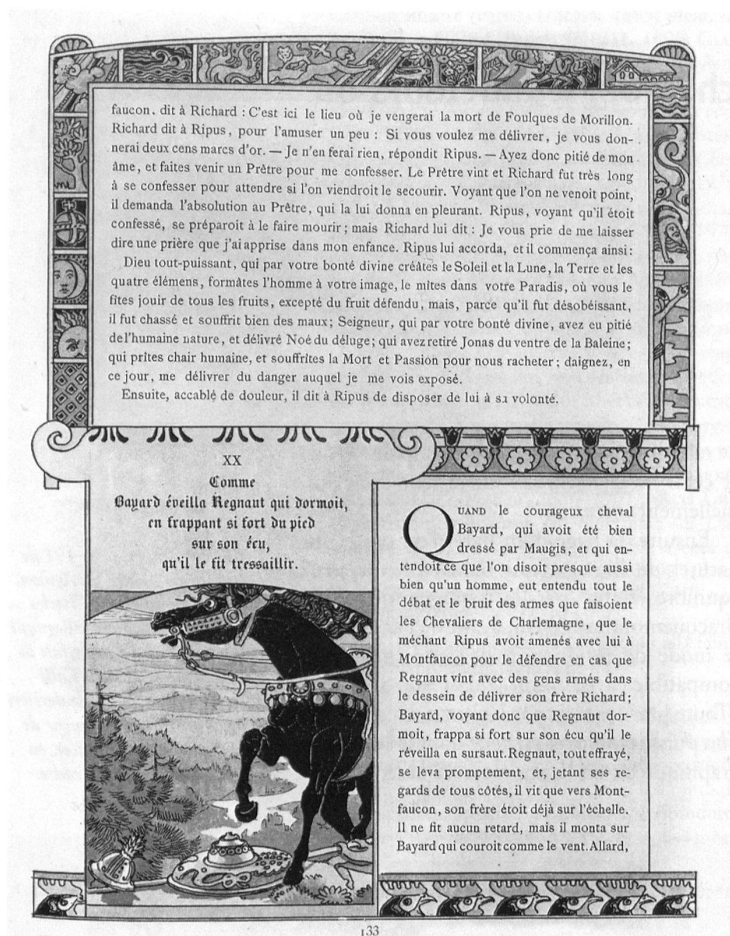 faucon, dit à Richard : C'est ici le lieu où je vengerai la mort de Foulques de Morillon.
Richard dit à Ripus, pour l'amuser un peu : Si vous voulez me délivrer, je vous don-
nerai deux cens marcs d'or. — Je n'en ferai rien, répondit Ripus. — Ayez donc pitié de mon
âme, et faites venir un Prêtre pour me confesser. Le Prêtre vint et Richard fut très long
à se confesser pour attendre si l'on viendroit le secourir. Voyant que l'on ne venoit point,
il demanda l'absolution au Prêtre, qui la lui donna en pleurant. Ripus, voyant qu'il étoit
confessé, se préparoit à le faire mourir ; mais Richard lui dit : Je vous prie de me laisser
dire une prière que j'ai apprise dans mon enfance. Ripus lui accorda, et il commença ainsi :
Dieu tout-puissant, qui par votre bonté divine créâtes le Soleil et la Lune, la Terre et les
quatre élémens, formâtes l'homme à votre image, le mîtes dans votre Paradis, où vous le
fîtes jouir de tous les fruits, excepté du fruit défendu, mais, parce qu'il fut désobéissant,
il fut chassé et souffrit bien des maux ; Seigneur, qui par votre bonté divine, avez eu pitié
de l'humaine nature, et délivré Noé du déluge ; qui avez retiré Jonas du ventre de la Baleine ;
qui prîtes chair humaine, et souffrîtes la Mort et Passion pour nous racheter ; daignez, en
ce jour, me délivrer du danger auquel je me vois exposé.
Ensuite, accablé de douleur, il dit à Ripus de disposer de lui à sa volonté.
XX
Comme
Bayard éveilla Regnaut qui dormoit,
en frappant si fort du pied
sur son écu,
qu'il le fit tressaillir.
QUAND le courageux cheval
Bayard, qui avoit été bien
dressé par Maugis, et qui en-
tendoit ce que l'on disoit presque aussi
bien qu'un homme, eut entendu tout le
débat et le bruit des armes que faisoient
les Chevaliers de Charlemagne, que le
méchant Ripus avoit amenés avec lui à
Montfaucon pour le défendre en cas que
Regnaut vînt avec des gens armés dans
le dessein de délivrer son frère Richard ;
Bayard, voyant donc que Regnaut dor-
moit, frappa si fort sur son écu qu'il le
réveilla en sursaut. Regnaut, tout effrayé,
se leva promptement, et, jetant ses re-
gards de tous côtés, il vit que vers Mont-
faucon, son frère étoit déjà sur l'échelle.
Il ne fit aucun retard, mais il monta sur
Bayard qui couroit comme le vent. Allard,
133